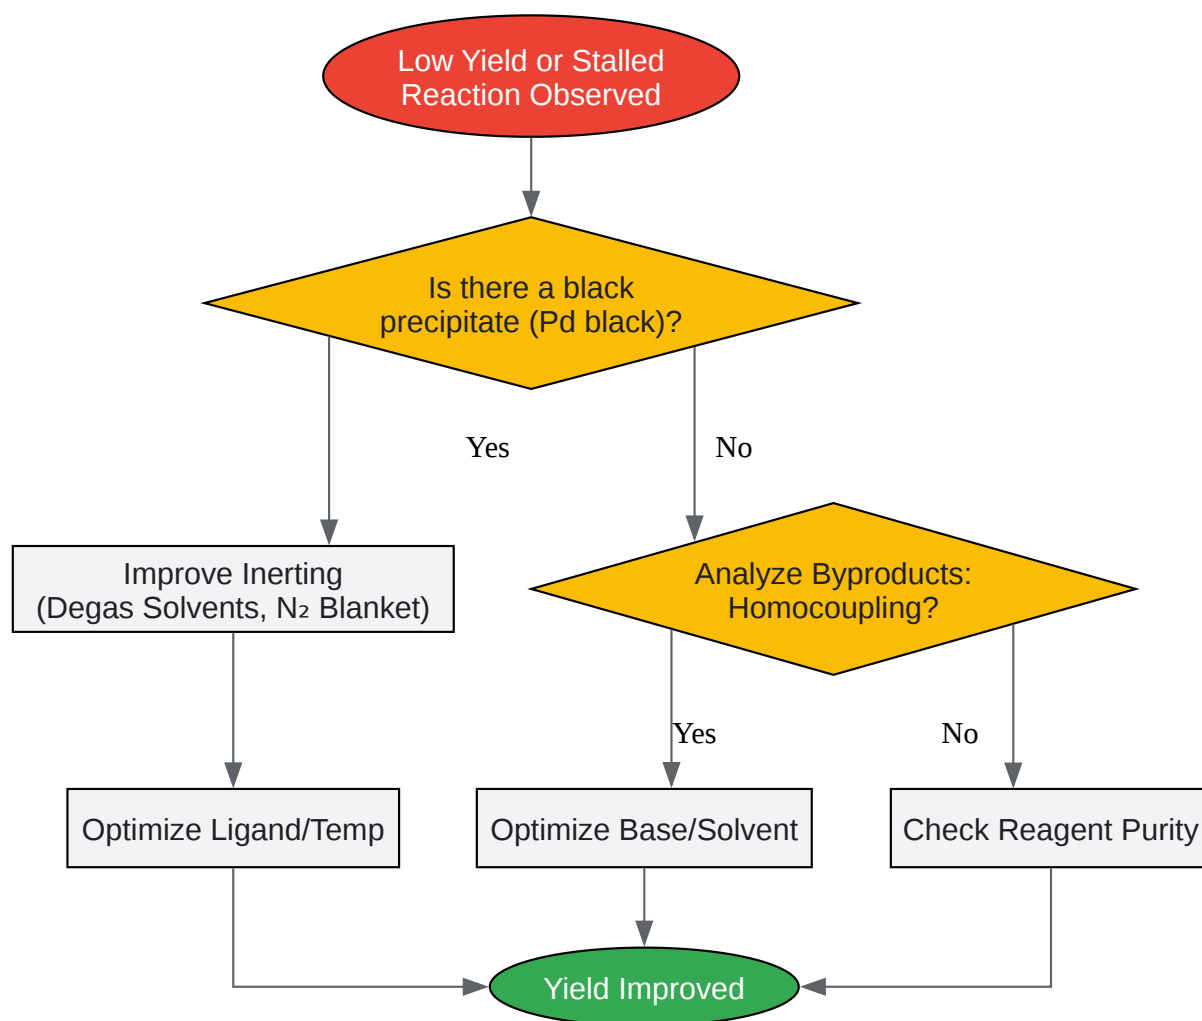 Low Yield or Stalled
Reaction Observed
Is there a black
precipitate (Pd black)?
Yes
No
Improve Inerting
(Degas Solvents, N₂ Blanket)
Analyze Byproducts:
Homocoupling?
Yes
No
Optimize Ligand/Temp
Optimize Base/Solvent
Check Reagent Purity
Yield Improved